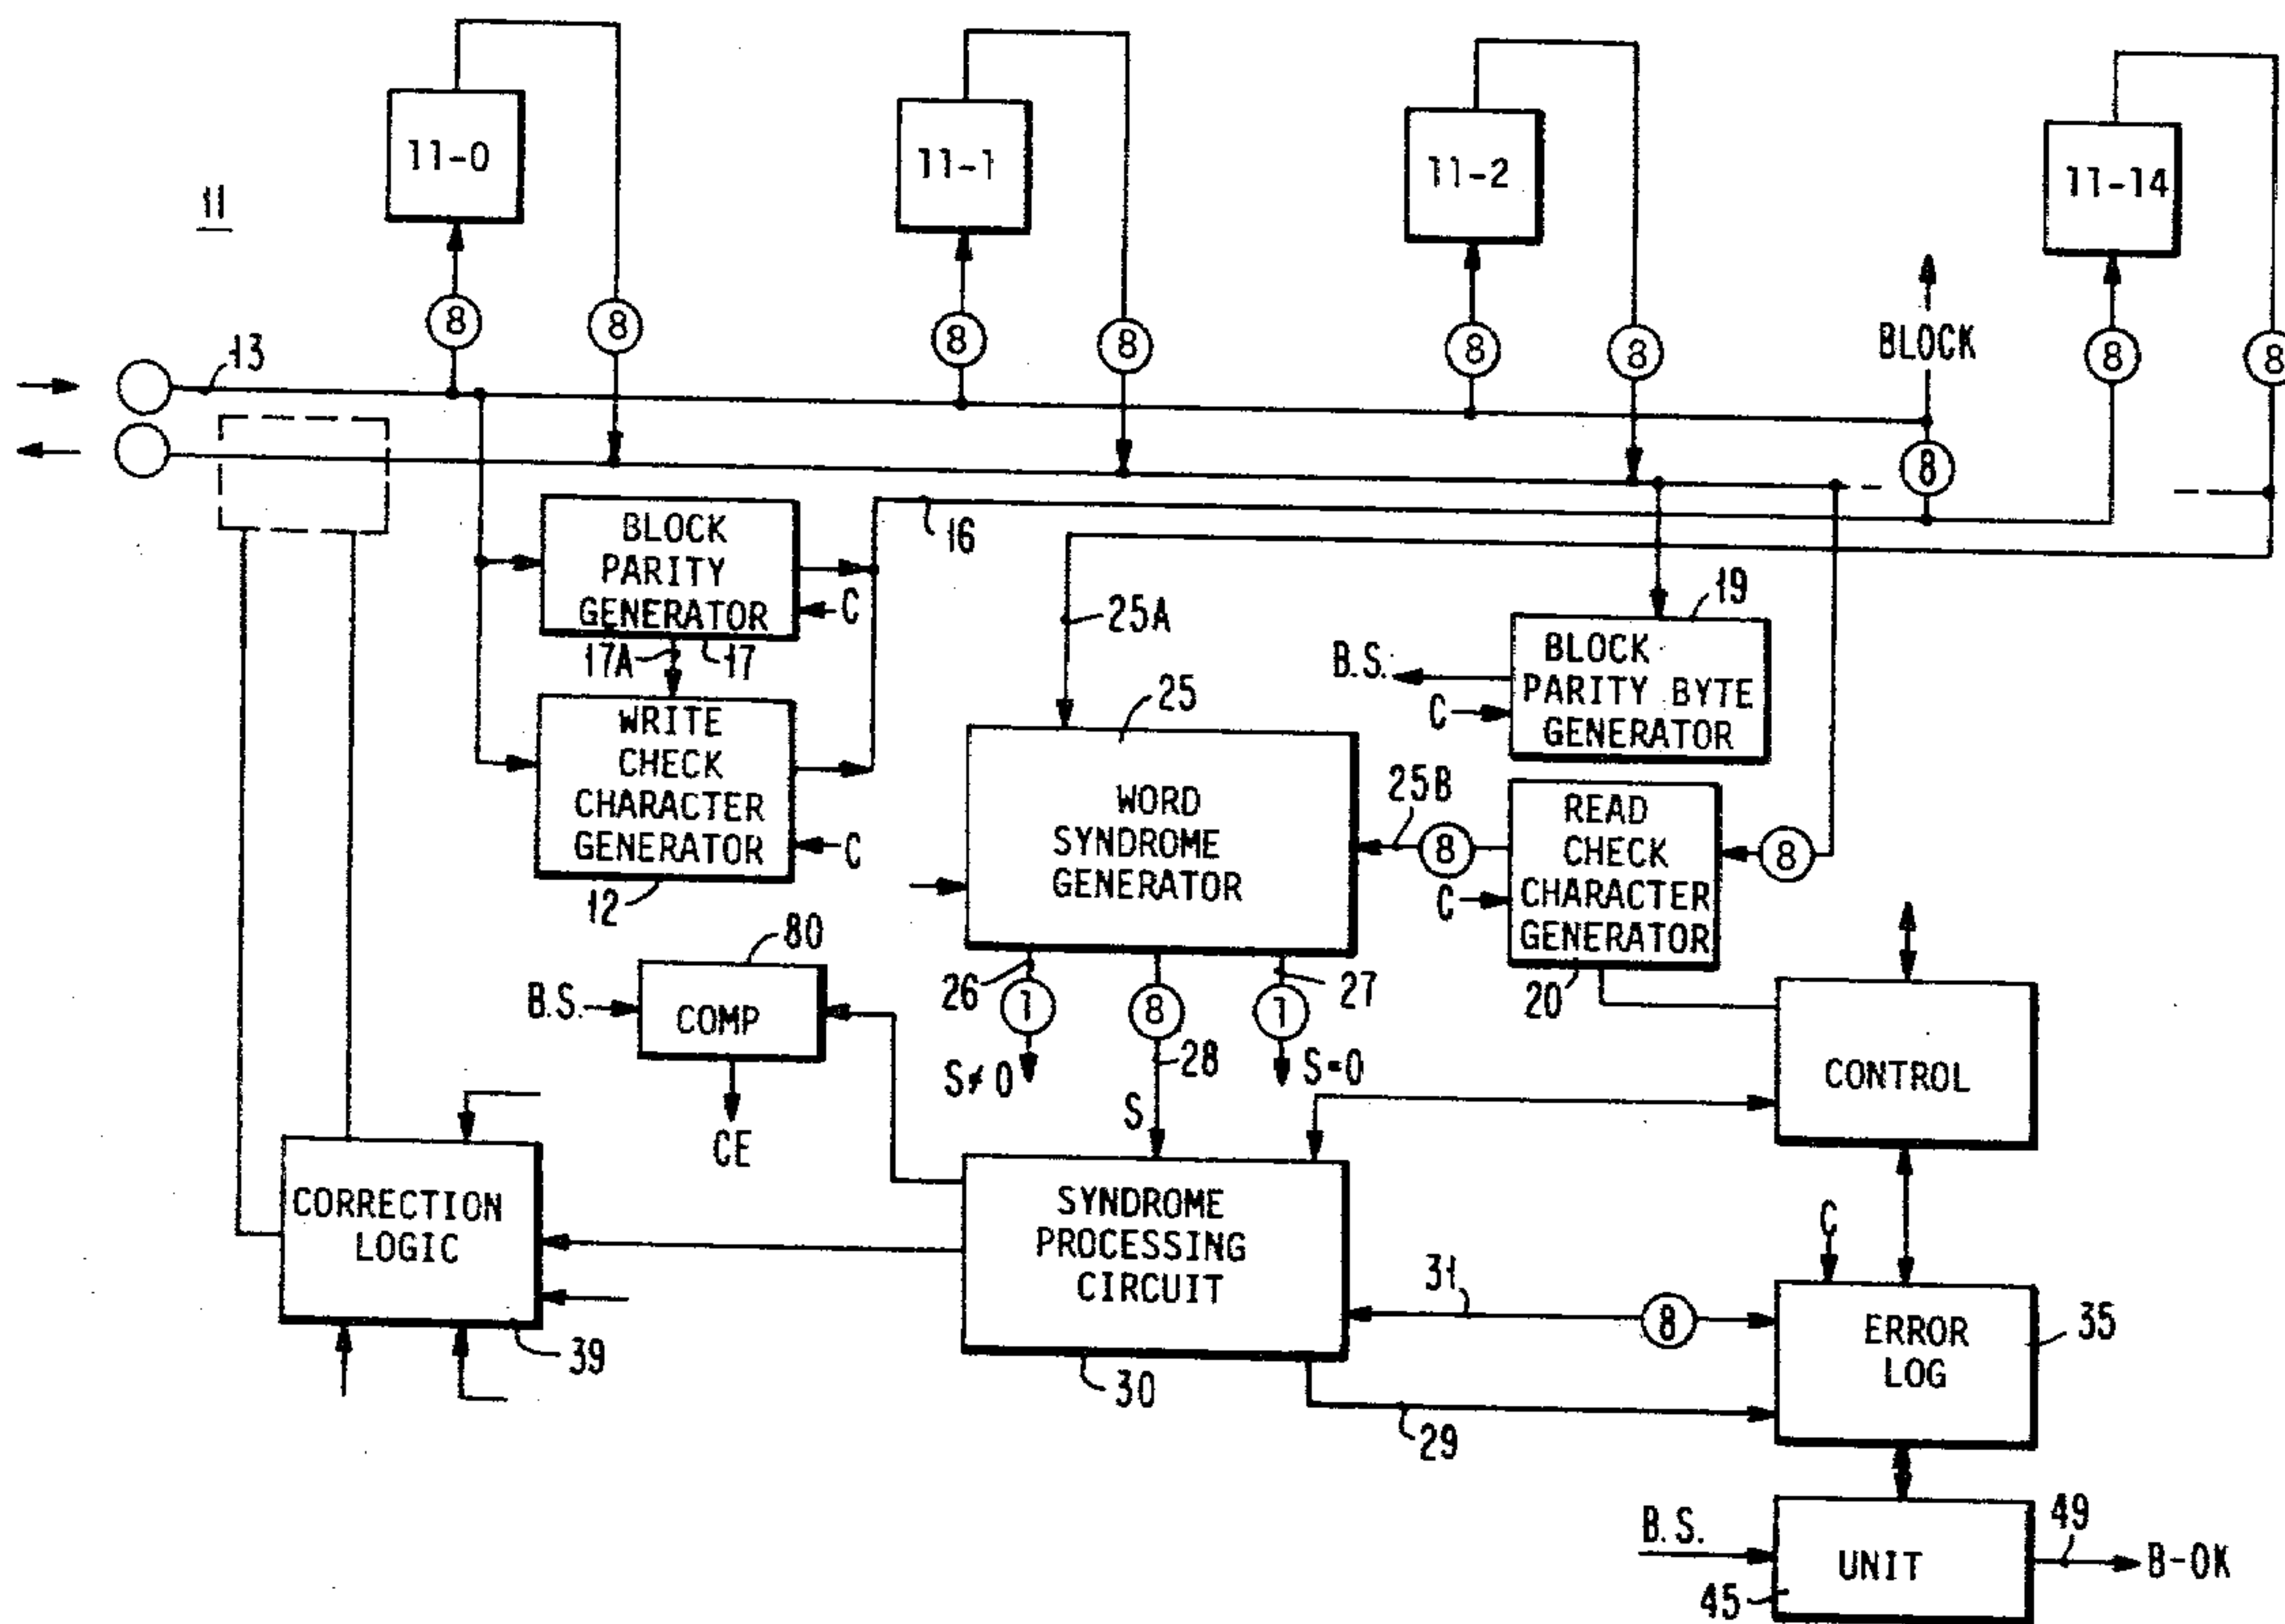 11
11-0
11-1
11-2
11-14
8
8
8
8
8
8
8
8
8
BLOCK
13
16
BLOCK
PARITY
GENERATOR
C
17A
17
WRITE
CHECK
CHARACTER
GENERATOR
C
12
25A
25
WORD
SYNDROME
GENERATOR
19
BLOCK
PARITY BYTE
GENERATOR
B.S.
C
25B
8
READ
CHECK
CHARACTER
GENERATOR
8
C
20
80
B.S.
COMP
CE
26
1
S≠0
8
28
S
27
1
S=0
CONTROL
CORRECTION
LOGIC
39
SYNDROME
PROCESSING
CIRCUIT
30
31
8
29
C
ERROR
LOG
35
B.S.
UNIT
45
49
B-OK